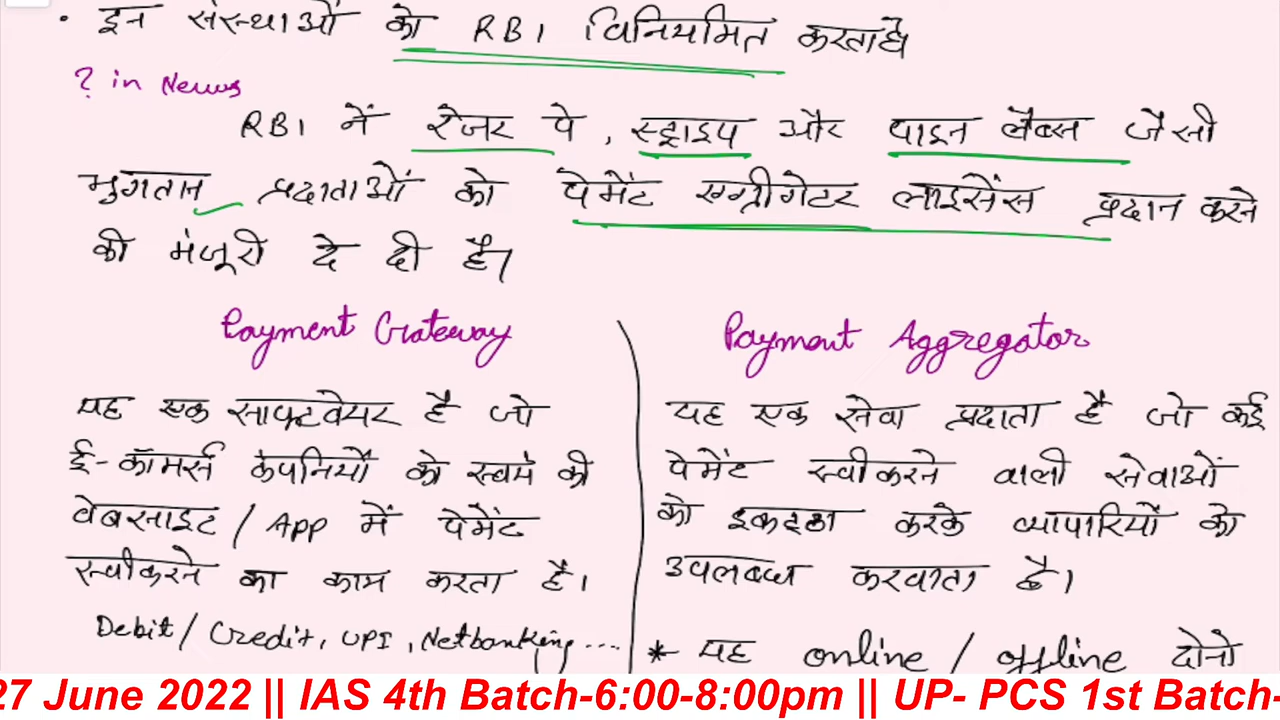 • इन संस्थाओं को RBI विनियमित करता है।
? in News
RBI में रेजर पे, स्ट्राइप और पाइन लैब्स जैसी
भुगतान प्रदाताओं को पेमेंट एग्रीगेटर लाइसेंस प्रदान करने
की मंजूरी दे दी है।
Payment Gateway
यह एक साफ्टवेयर है जो
ई-कॉमर्स कंपनियों को स्वयं की
वेबसाइट / App में पेमेंट
स्वीकरने का काम करता है।
Debit / Credit, UPI, Netbanking ....
Payment Aggregator
यह एक सेवा प्रदाता है जो कई
पेमेंट स्वीकरने वाली सेवाओं
को इकट्ठा करके व्यापारियों को
उपलब्ध करवाता है।
* यह online / offline दोनो
27 June 2022 || IAS 4th Batch-6:00-8:00pm || UP- PCS 1st Batch-